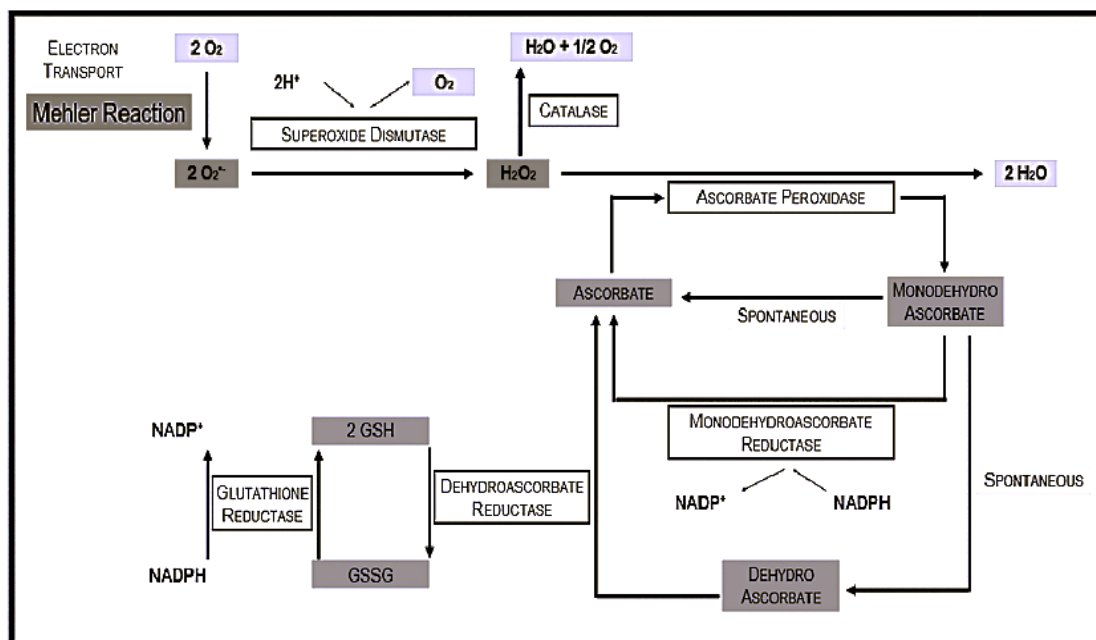 ELECTRON
TRANSPORT
2 O₂
H₂O + 1/2 O₂
2H⁺
O₂
Mehler Reaction
CATALASE
SUPEROXIDE DISMUTASE
2 O₂•-
H₂O₂
2 H₂O
ASCORBATE PEROXIDASE
ASCORBATE
MONODEHYDRO
ASCORBATE
SPONTANEOUS
NADP⁺
2 GSH
MONODEHYDROASCORBATE
REDUCTASE
GLUTATHIONE
REDUCTASE
DEHYDROASCORBATE
REDUCTASE
SPONTANEOUS
NADP⁺
NADPH
NADPH
GSSG
DEHYDRO
ASCORBATE